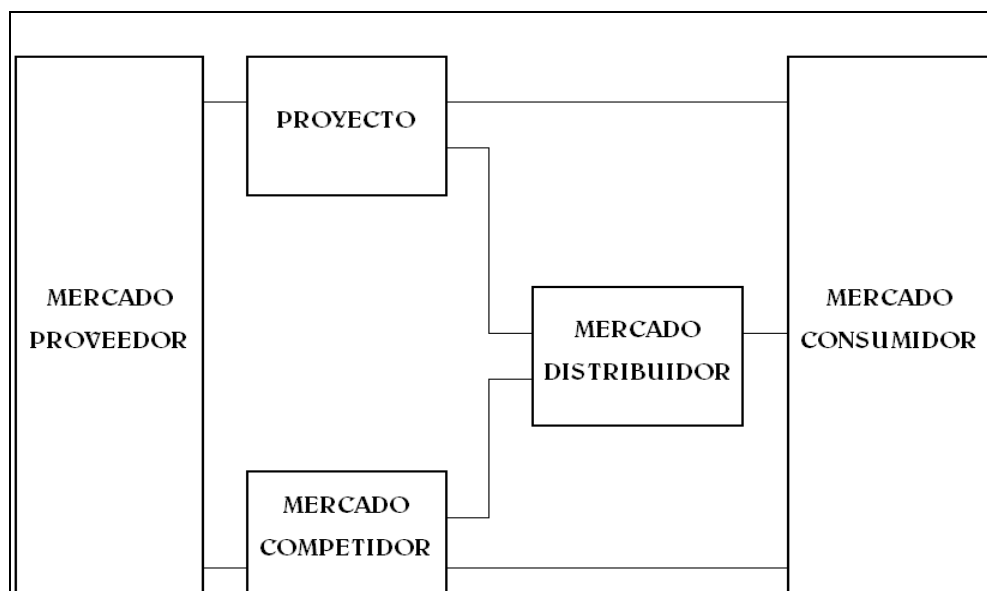 PROYECTO
MERCADO
PROVEEDOR
MERCADO
DISTRIBUIDOR
MERCADO
CONSUMIDOR
MERCADO
COMPETIDOR